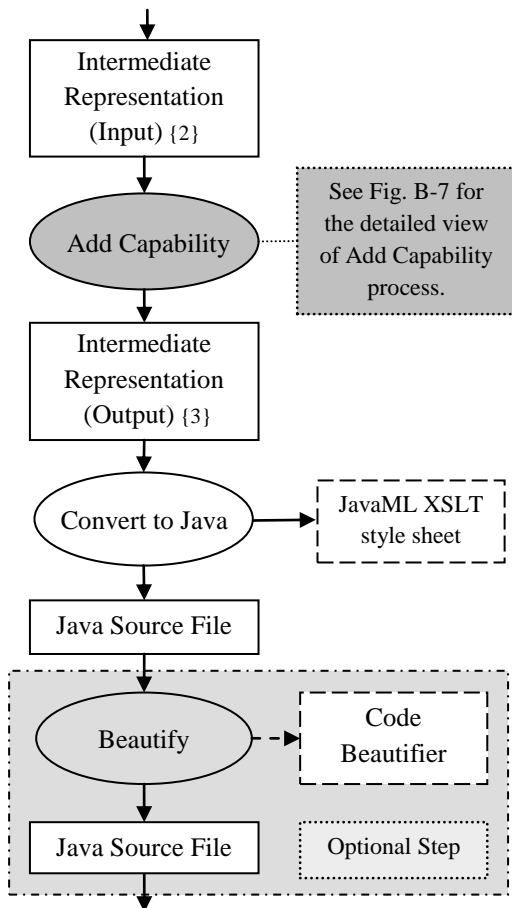 Intermediate
Representation
(Input) {2}
Add Capability
See Fig. B-7 for
the detailed view
of Add Capability
process.
Intermediate
Representation
(Output) {3}
Convert to Java
JavaML XSLT
style sheet
Java Source File
Beautify
Code
Beautifier
Java Source File
Optional Step